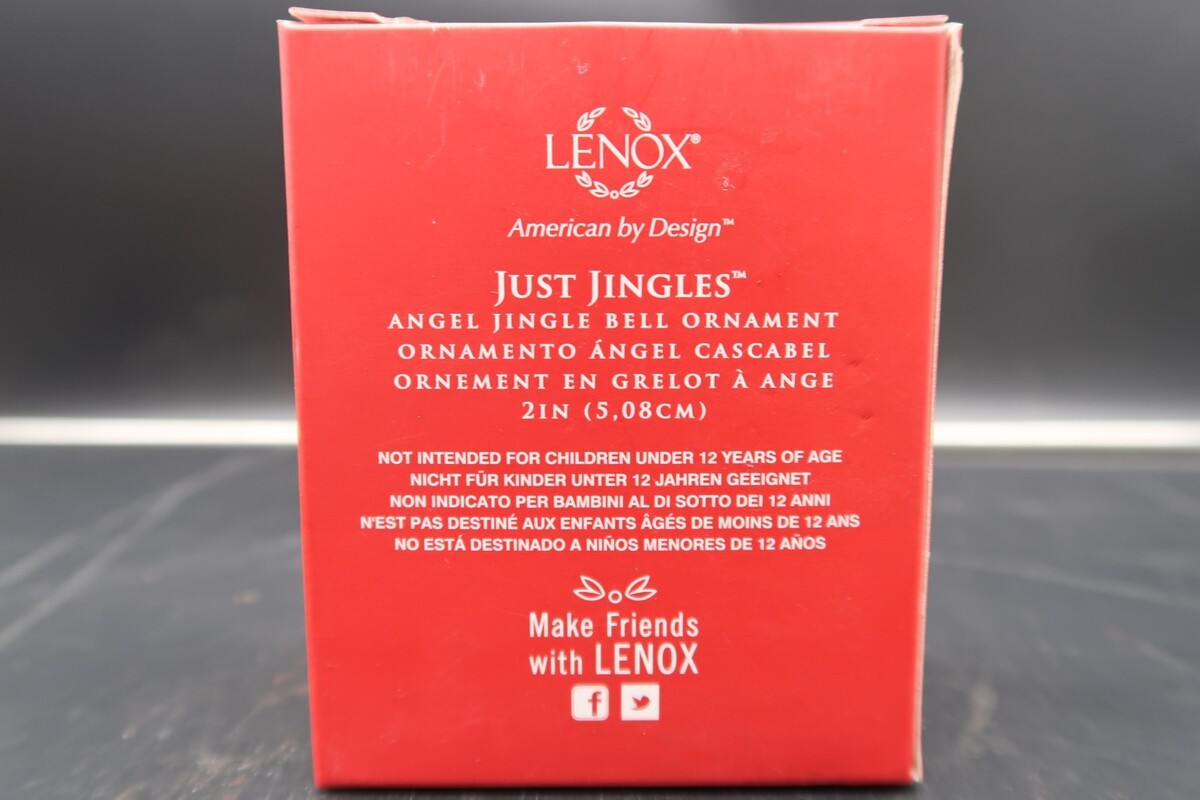 LENOX®
American by Design™
JUST JINGLES™
ANGEL JINGLE BELL ORNAMENT
ORNAMENTO ÁNGEL CASCABEL
ORNEMENT EN GRELOT À ANGE
2IN (5,08CM)
NOT INTENDED FOR CHILDREN UNDER 12 YEARS OF AGE
NICHT FÜR KINDER UNTER 12 JAHREN GEEIGNET
NON INDICATO PER BAMBINI AL DI SOTTO DEI 12 ANNI
N'EST PAS DESTINÉ AUX ENFANTS ÂGÉS DE MOINS DE 12 ANS
NO ESTÁ DESTINADO A NIÑOS MENORES DE 12 AÑOS
Make Friends
with LENOX
f